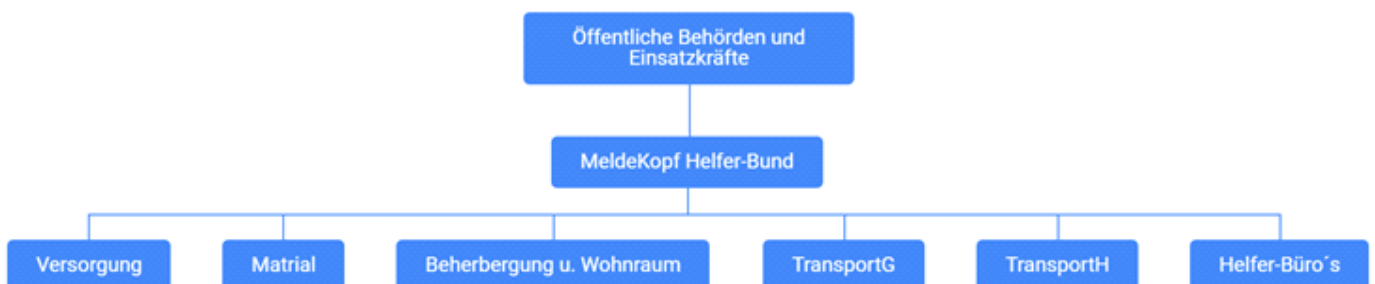 Öffentliche Behörden und
Einsatzkräfte
MeldeKopf Helfer-Bund
Versorgung
Matrial
Beherbergung u. Wohnraum
TransportG
TransportH
Helfer-Büro´s